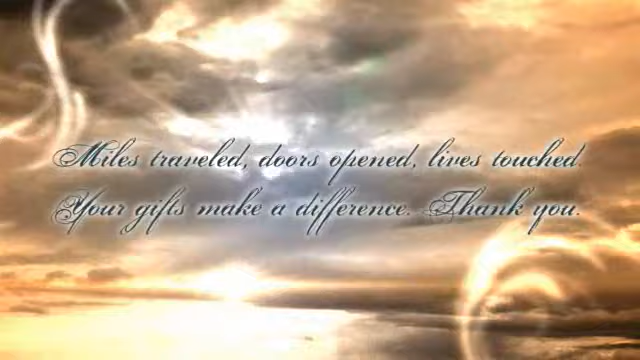 Miles traveled, doors opened, lives touched.
Your gifts make a difference. Thank you.